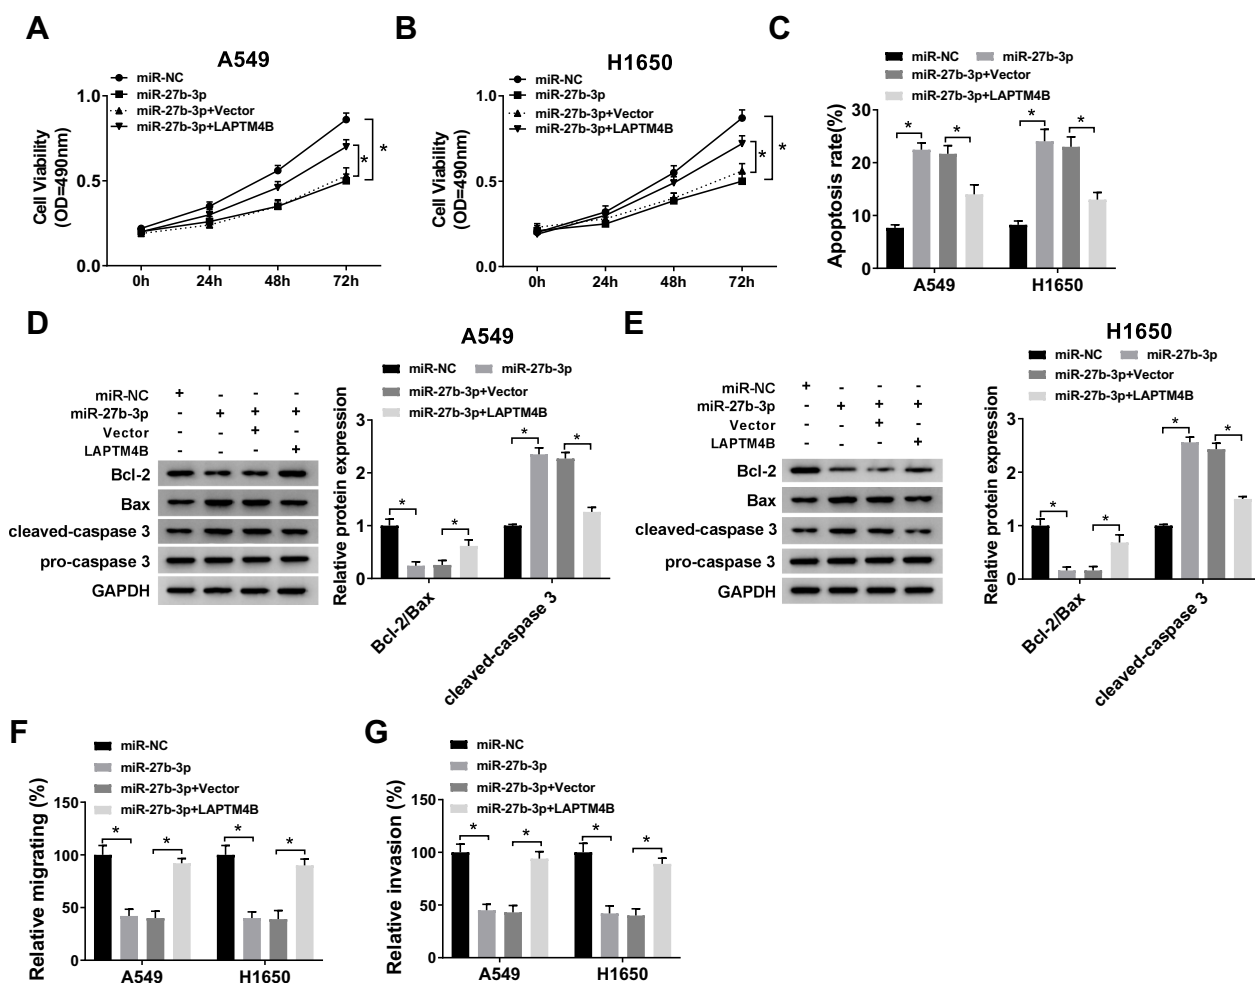 A
A549
miR-NC
miR-27b-3p
miR-27b-3p+Vector
miR-27b-3p+LAPTM4B
Cell Viability
(OD=490nm)
1.0
0.5
0.0
0h 24h 48h 72h
*
*
B
H1650
miR-NC
miR-27b-3p
miR-27b-3p+Vector
miR-27b-3p+LAPTM4B
Cell Viability
(OD=490nm)
1.0
0.5
0.0
0h 24h 48h 72h
*
*
C
miR-NC miR-27b-3p
miR-27b-3p+Vector
miR-27b-3p+LAPTM4B
Apoptosis rate(%)
30
20
10
0
* * * *
A549 H1650
D
miR-NC + - - -
miR-27b-3p - + + +
Vector - - + -
LAPTM4B - - - +
Bcl-2
Bax
cleaved-caspase 3
pro-caspase 3
GAPDH
A549
miR-NC miR-27b-3p
miR-27b-3p+Vector
miR-27b-3p+LAPTM4B
Relative protein expression
3
2
1
0
* * * *
Bcl-2/Bax
cleaved-caspase 3
E
miR-NC + - - -
miR-27b-3p - + + +
Vector - - + -
LAPTM4B - - - +
Bcl-2
Bax
cleaved-caspase 3
pro-caspase 3
GAPDH
H1650
miR-NC miR-27b-3p
miR-27b-3p+Vector
miR-27b-3p+LAPTM4B
Relative protein expression
3
2
1
0
* * * *
Bcl-2/Bax
cleaved-caspase 3
F
miR-NC
miR-27b-3p
miR-27b-3p+Vector
miR-27b-3p+LAPTM4B
Relative migrating (%)
150
100
50
0
* * * *
A549 H1650
G
miR-NC
miR-27b-3p
miR-27b-3p+Vector
miR-27b-3p+LAPTM4B
Relative invasion (%)
150
100
50
0
* * * *
A549 H1650